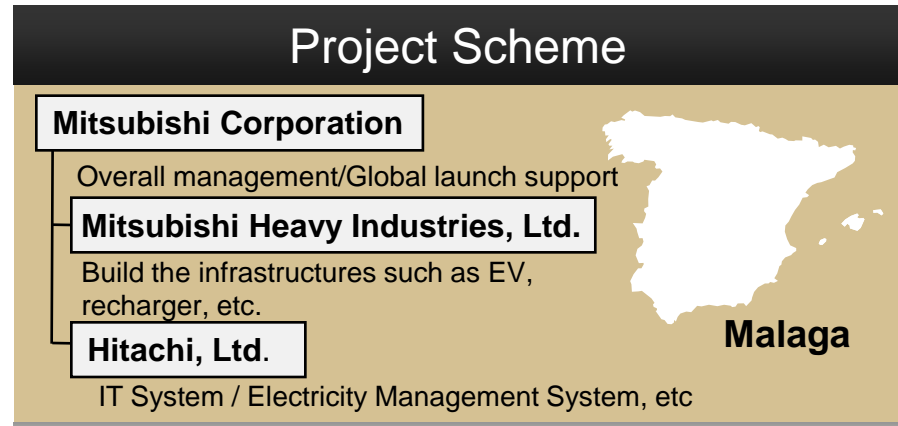 Project Scheme
Mitsubishi Corporation
Overall management/Global launch support
Mitsubishi Heavy Industries, Ltd.
Build the infrastructures such as EV,
recharger, etc.
Hitachi, Ltd.
IT System / Electricity Management System, etc
Malaga